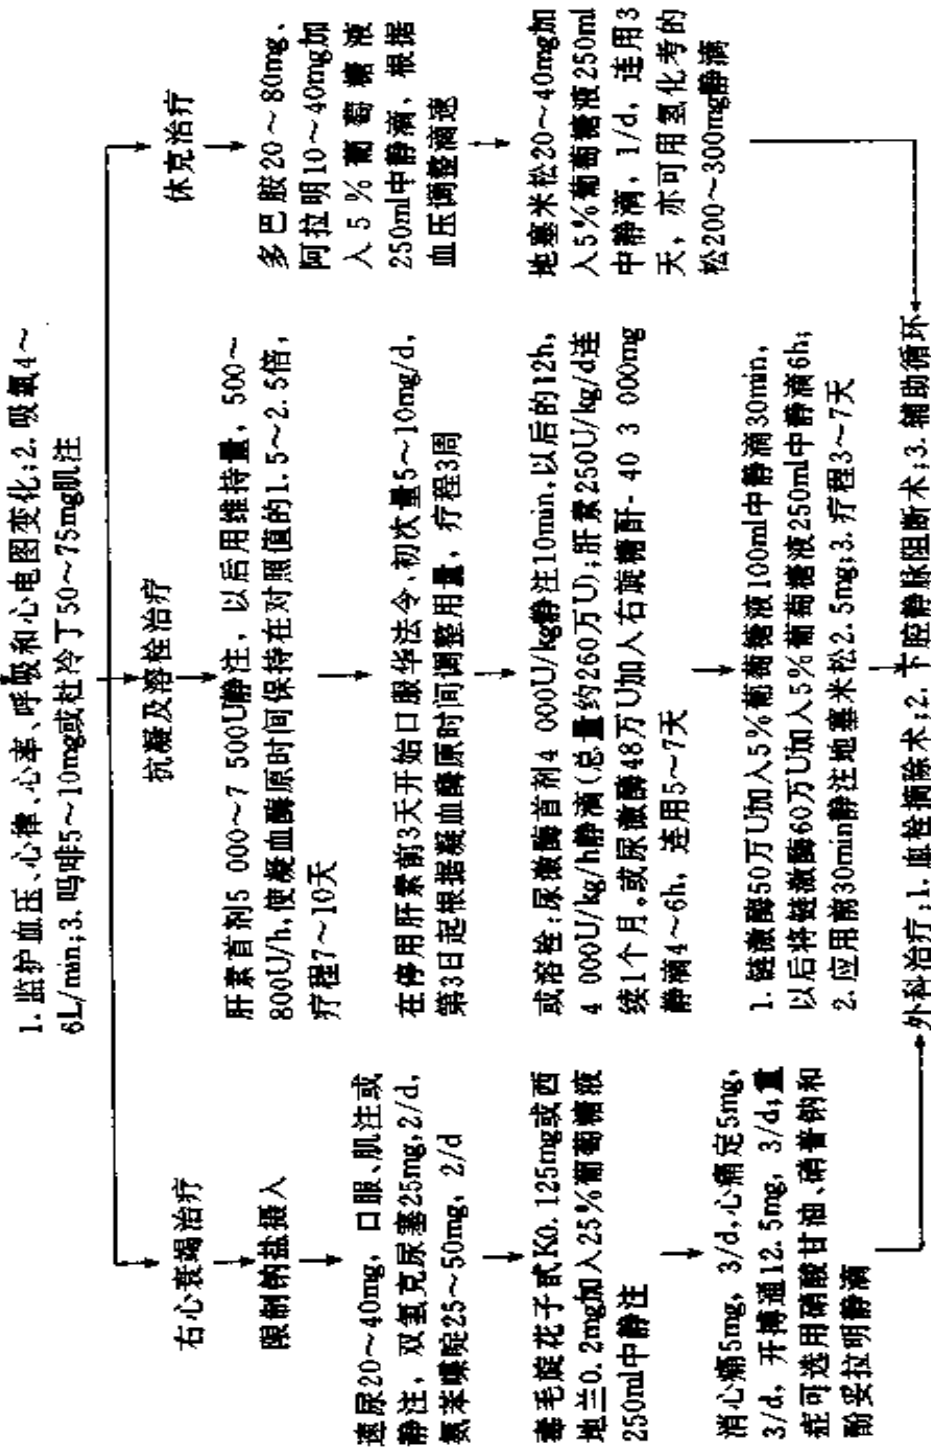 1. 监护血压、心律、心率、呼吸和心电图变化;2. 吸氧4～
6L/min;3. 吗啡5～10mg或杜冷丁50～75mg肌注
右心衰竭治疗
限制钠盐摄入
速尿20～40mg，口服、肌注或
静注，双氢克尿塞25mg,2/d,
氨苯喋啶25～50mg，2/d
毒毛旋花子甙K0.125mg或西
地兰0.2mg加入25%葡萄糖液
250ml中静注
消心痛5mg，3/d,心痛定5mg,
3/d，开搏通12.5mg，3/d;重
症可选用硝酸甘油、硝普钠和
酚妥拉明静滴
抗凝及溶栓治疗
肝素首剂5 000～7 500U静注，以后用维持量，500～
800U/h,使凝血酶原时间保持在对照值的1.5～2.5倍,
疗程7～10天
在停用肝素前3天开始口服华法令、初次量5～10mg/d,
第3日起根据凝血酶原时间调整用量，疗程3周
或溶栓:尿激酶首剂4 000U/kg静注10min,以后的12h,
4 000U/kg/h静滴(总量约260万U);肝素250U/kg/d连
续1个月。或尿激酶48万U加入右旋糖酐-40 3 000mg
静滴4～6h，连用5～7天
1. 链激酶50万U加入5%葡萄糖液100ml中静滴30min,
以后将链激酶60万U加入5%葡萄糖液250ml中静滴6h;
2. 应用前30min静注地塞米松2.5mg;3. 疗程3～7天
休克治疗
多巴胺20～80mg、
阿拉明10～40mg加
入5%葡萄糖液
250ml中静滴，根据
血压调整滴速
地塞米松20～40mg加
入5%葡萄糖液250ml
中静滴，1/d，连用3
天，亦可用氢化考的
松200～300mg静滴
外科治疗:1. 血栓摘除术;2. 下腔静脉阻断术;3. 辅助循环